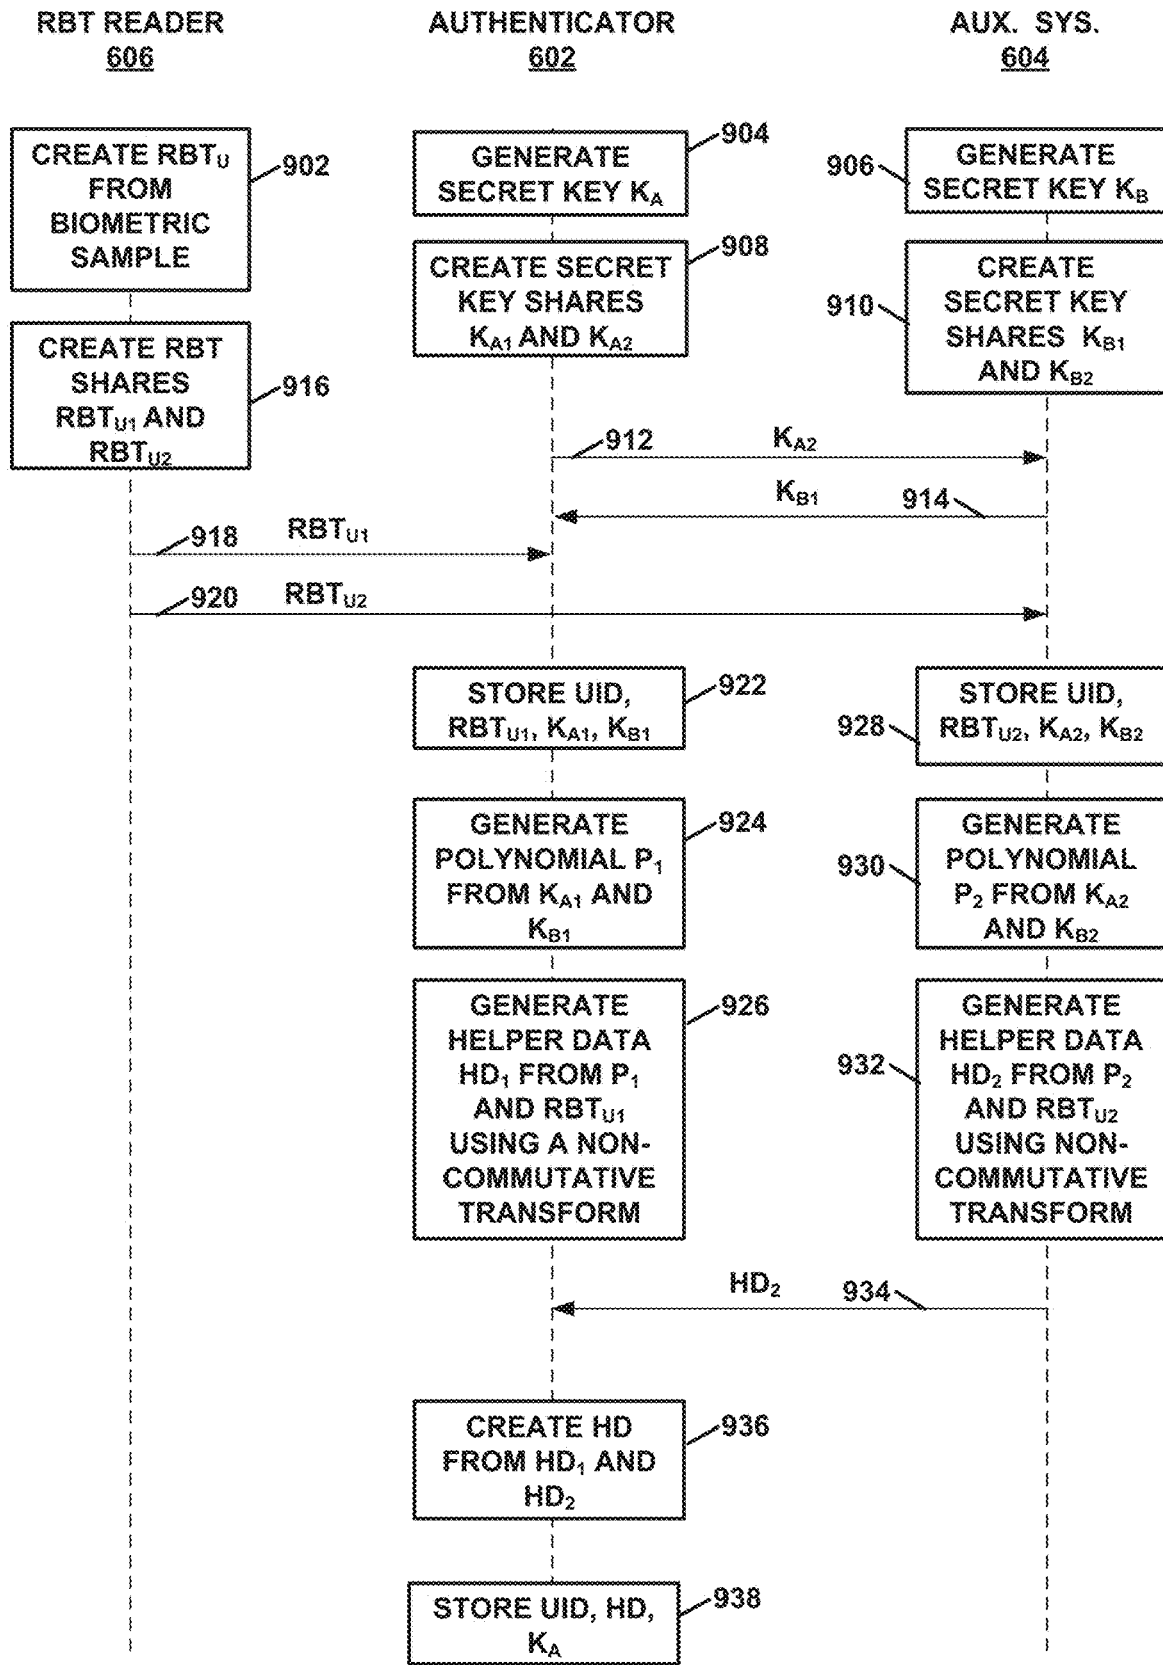 RBT READER
606
AUTHENTICATOR
602
AUX. SYS.
604
CREATE RBTU
FROM
BIOMETRIC
SAMPLE
902
GENERATE
SECRET KEY KA
904
906
GENERATE
SECRET KEY KB
CREATE SECRET
KEY SHARES
KA1 AND KA2
908
910
CREATE
SECRET KEY
SHARES KB1
AND KB2
CREATE RBT
SHARES
RBTU1 AND
RBTU2
916
912
KA2
KB1
914
918
RBTU1
920
RBTU2
STORE UID,
RBTU1, KA1, KB1
922
928
STORE UID,
RBTU2, KA2, KB2
GENERATE
POLYNOMIAL P1
FROM KA1 AND
KB1
924
930
GENERATE
POLYNOMIAL
P2 FROM KA2
AND KB2
GENERATE
HELPER DATA
HD1 FROM P1
AND RBTU1
USING A NON-
COMMUTATIVE
TRANSFORM
926
932
GENERATE
HELPER DATA
HD2 FROM P2
AND RBTU2
USING NON-
COMMUTATIVE
TRANSFORM
HD2
934
CREATE HD
FROM HD1 AND
HD2
936
STORE UID, HD,
KA
938